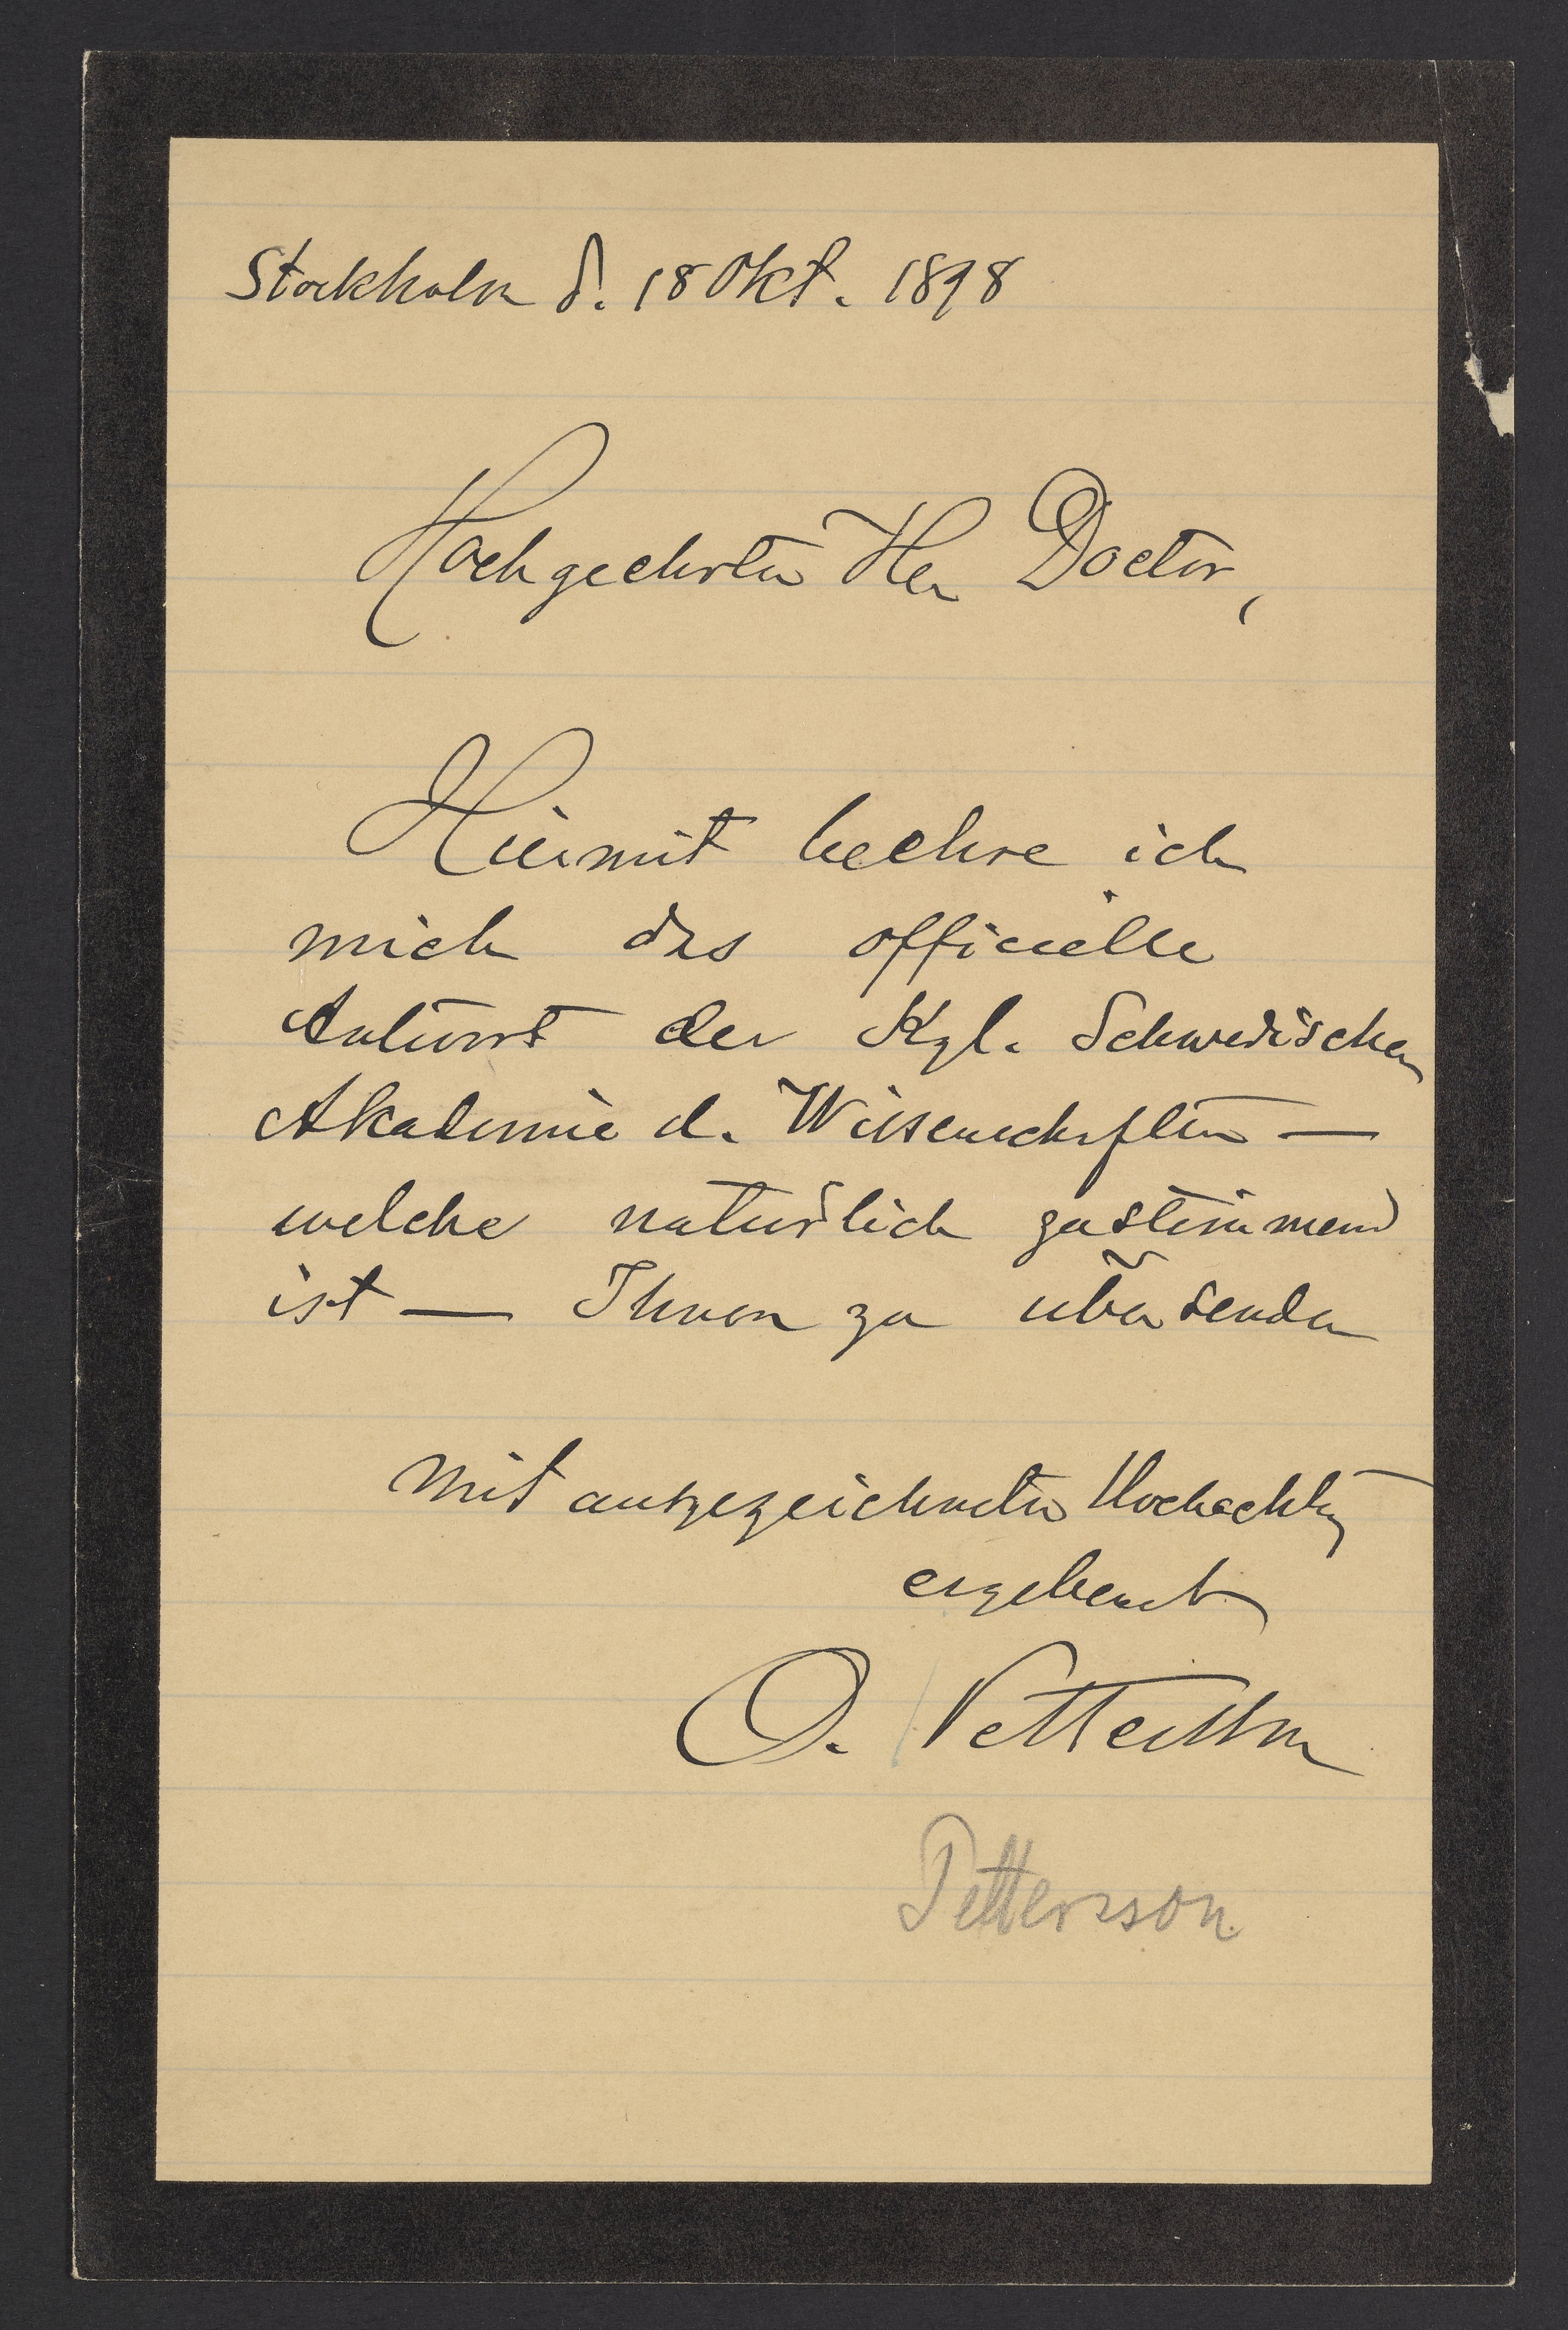 Stockholm d. 18 Okt. 1898
Hochgeehrter Herr Doctor,
Hiermit beehre ich
mich das officielle
Antwort der Kgl. Schwedischen
Akademie d. Wissenschaften —
welche naturlich zustimmend
ist — Ihnen zu übersenden
Mit ausgezeichneter Hochachtung
ergebenst
O. Pettersson
Pettersson